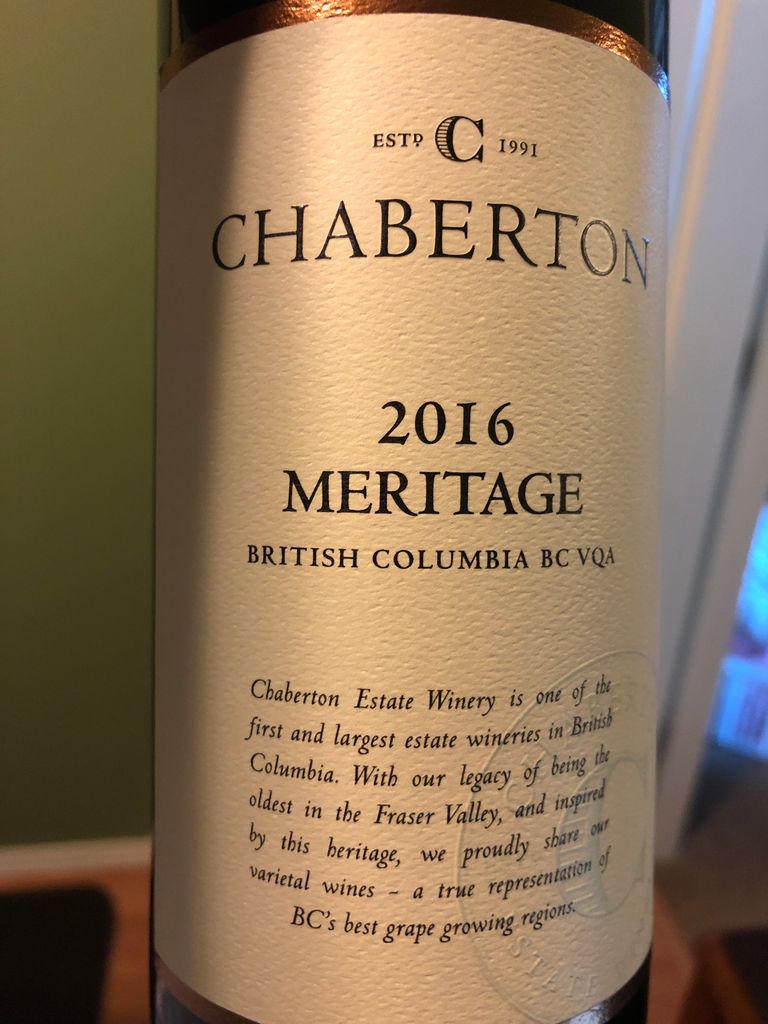 ESTD C 1991
CHABERTON
2016
MERITAGE
BRITISH COLUMBIA BC VQA
Chaberton Estate Winery is one of the
first and largest estate wineries in British
Columbia. With our legacy of being the
oldest in the Fraser Valley, and inspired
by this heritage, we proudly share our
varietal wines – a true representation of
BC's best grape growing regions.
STATE